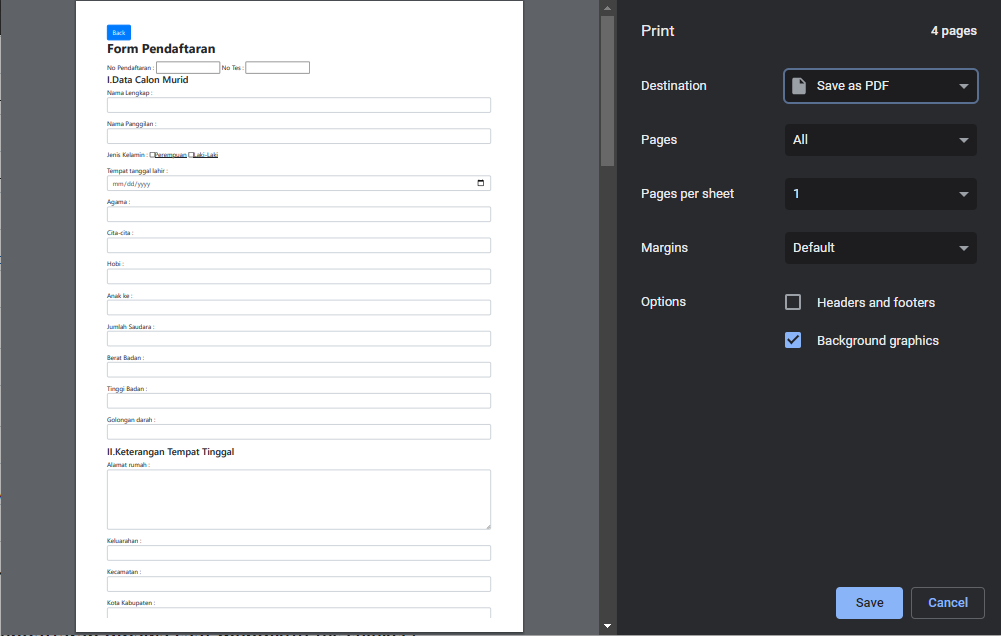 Back
Form Pendaftaran
No Pendaftaran : No Tes :
I.Data Calon Murid
Nama Lengkap :
Nama Panggilan :
Jenis Kelamin : Peremouan Laki-Laki
Tempat tanggal lahir :
mm/dd/yyyy
Agama :
Cita-cita :
Hobi :
Anak ke :
Jumlah Saudara :
Berat Badan :
Tinggi Badan :
Golongan darah :
II.Keterangan Tempat Tinggal
Alamat rumah :
Keluarahan :
Kecamatan :
Kota Kabupaten :
Print 4 pages
Destination Save as PDF
Pages All
Pages per sheet 1
Margins Default
Options Headers and footers
Background graphics
Save Cancel